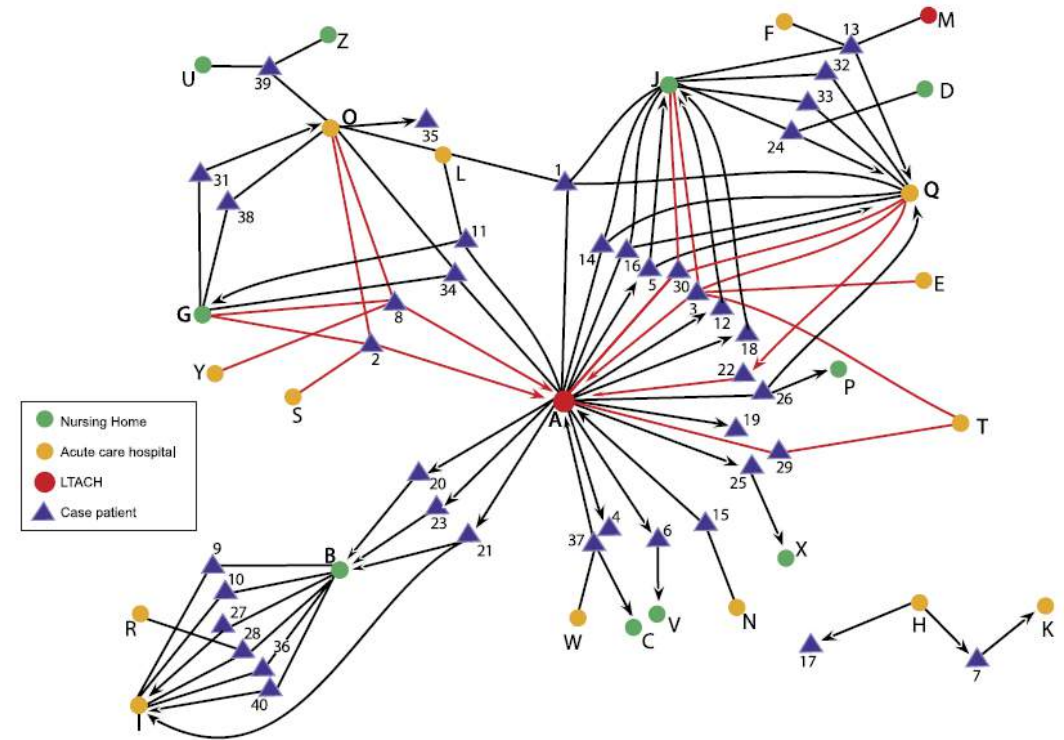 F
13
M
Z
U
39
32
J
33
D
24
O
35
L
31
38
1
Q
11
14
16
5
30
3
12
18
34
E
G
8
2
Y
S
22
26
P
A
19
T
29
25
Nursing Home
Acute care hospital
LTACH
Case patient
20
23
21
4
37
6
15
B
9
10
27
28
36
40
R
I
X
W
C
V
N
H
K
17
7